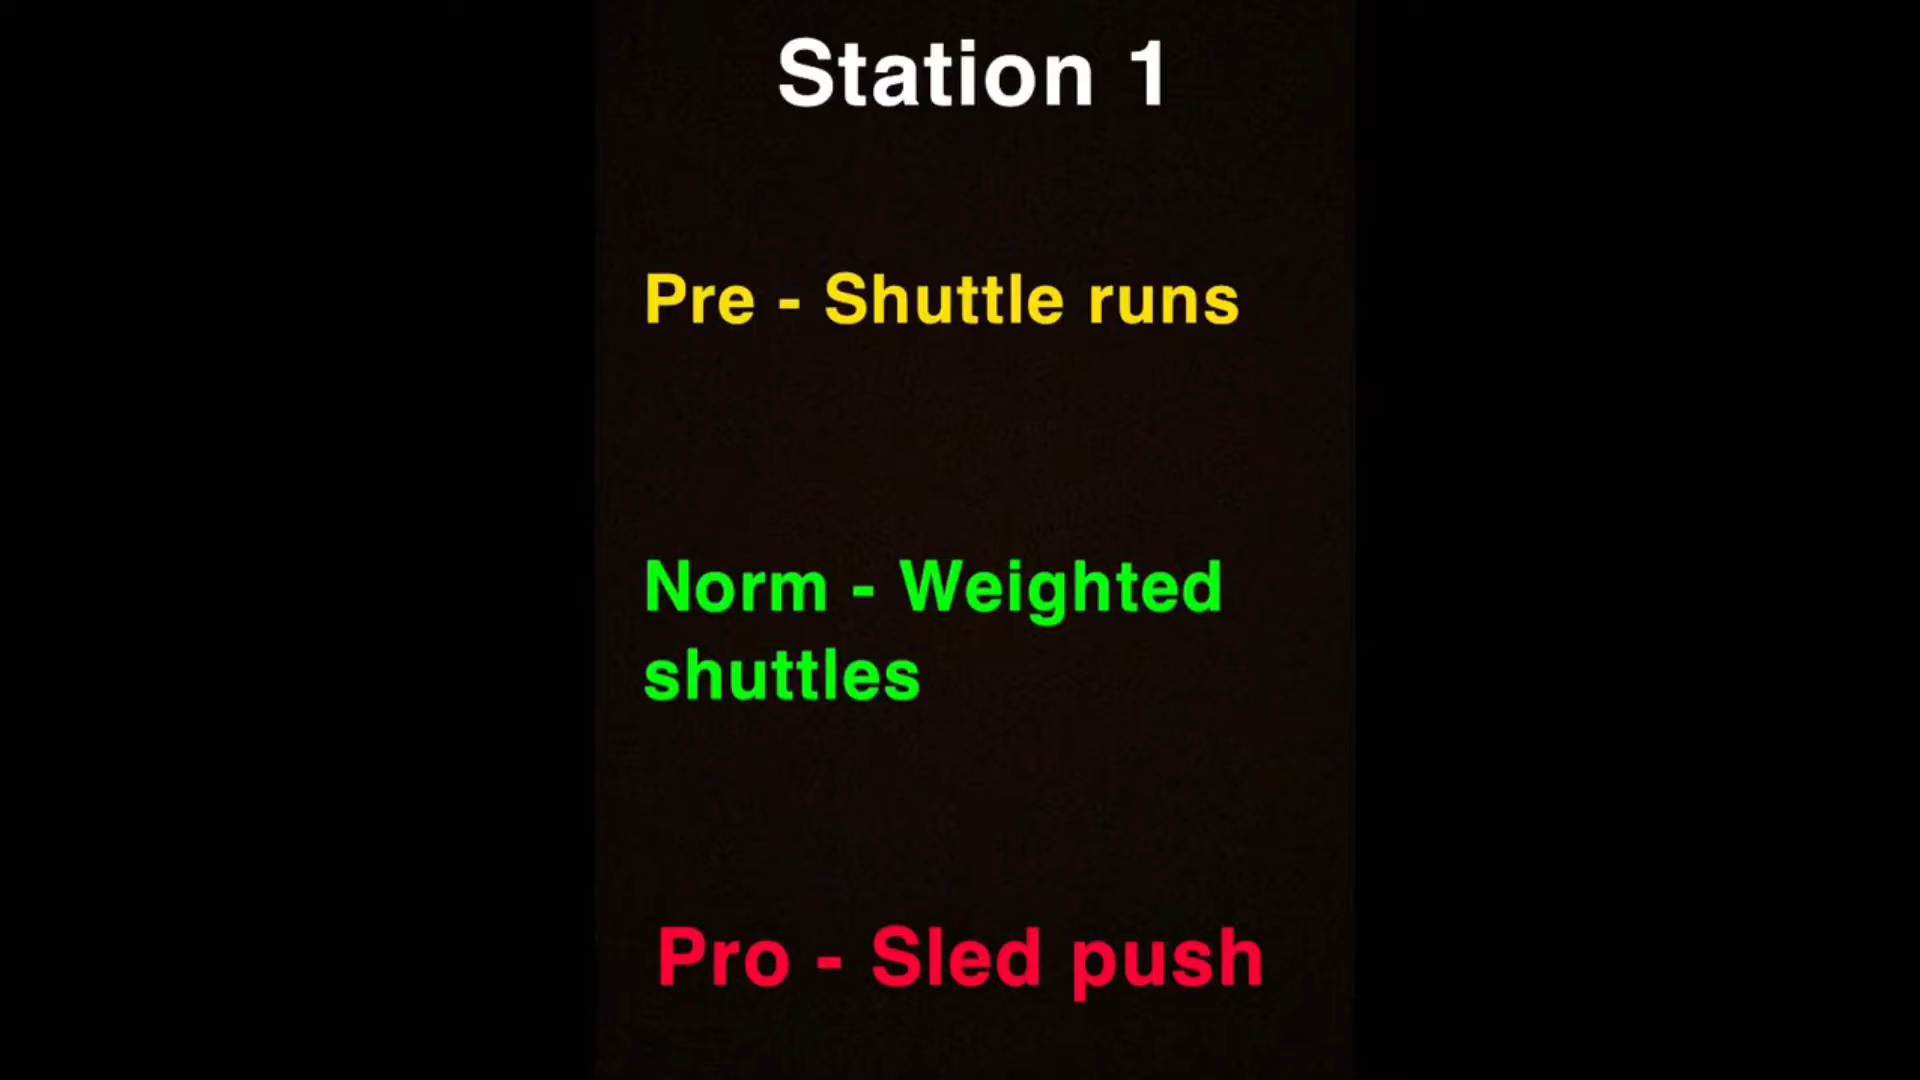 Station 1
Pre - Shuttle runs
Norm - Weighted
shuttles
Pro - Sled push